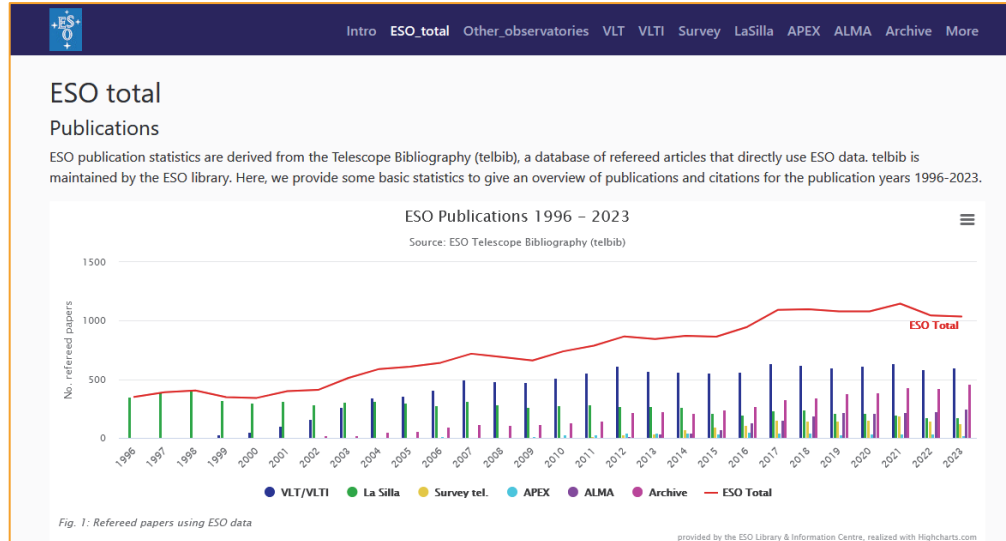 ESO
Intro ESO_total Other_observatories VLT VLTI Survey LaSilla APEX ALMA Archive More
ESO total
Publications
ESO publication statistics are derived from the Telescope Bibliography (telbib), a database of refereed articles that directly use ESO data. telbib is
maintained by the ESO library. Here, we provide some basic statistics to give an overview of publications and citations for the publication years 1996-2023.
ESO Publications 1996 – 2023
Source: ESO Telescope Bibliography (telbib)
No. refereed papers
1500
1000
500
0
ESO Total
1996 1997 1998 1999 2000 2001 2002 2003 2004 2005 2006 2007 2008 2009 2010 2011 2012 2013 2014 2015 2016 2017 2018 2019 2020 2021 2022 2023
VLT/VLTI La Silla Survey tel. APEX ALMA Archive ESO Total
Fig. 1: Refereed papers using ESO data
provided by the ESO Library & Information Centre, realized with Highcharts.com